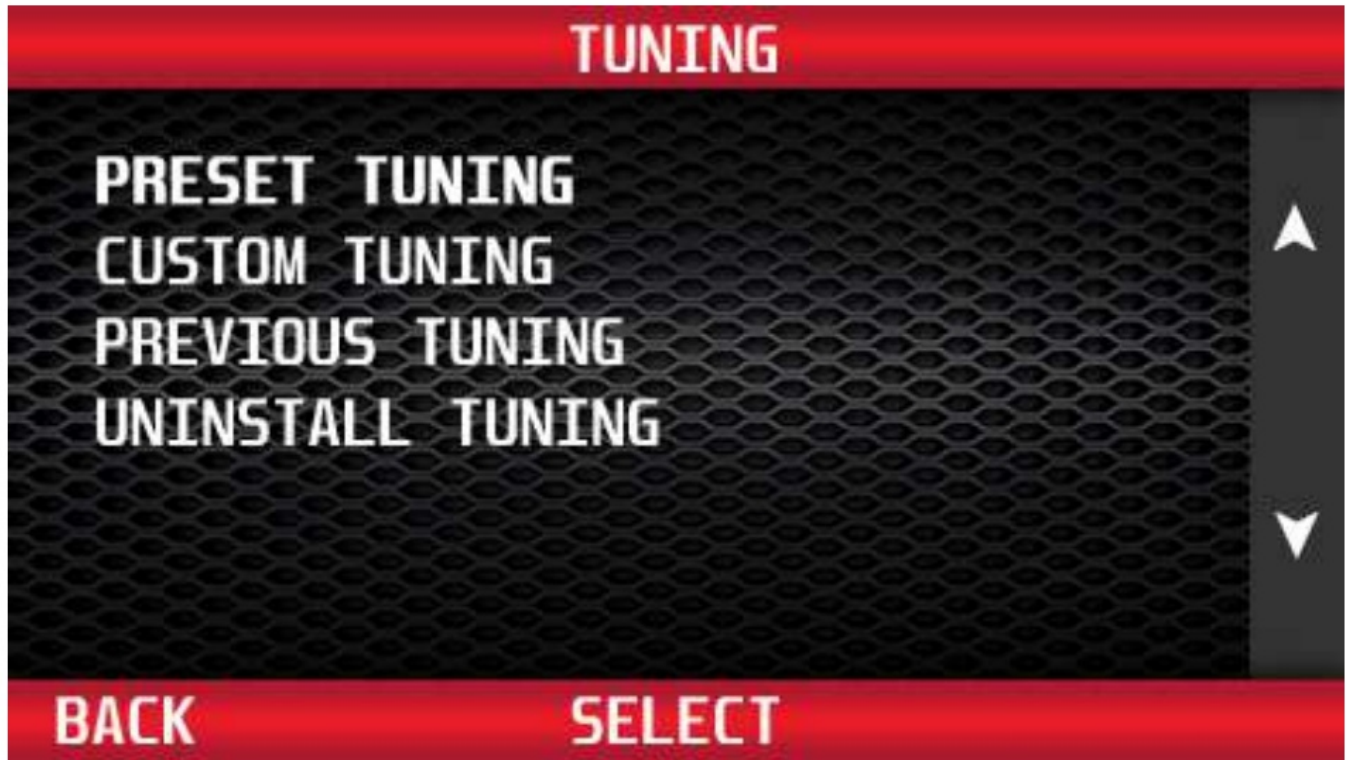 TUNING
PRESET TUNING
CUSTOM TUNING
PREVIOUS TUNING
UNINSTALL TUNING
BACK SELECT